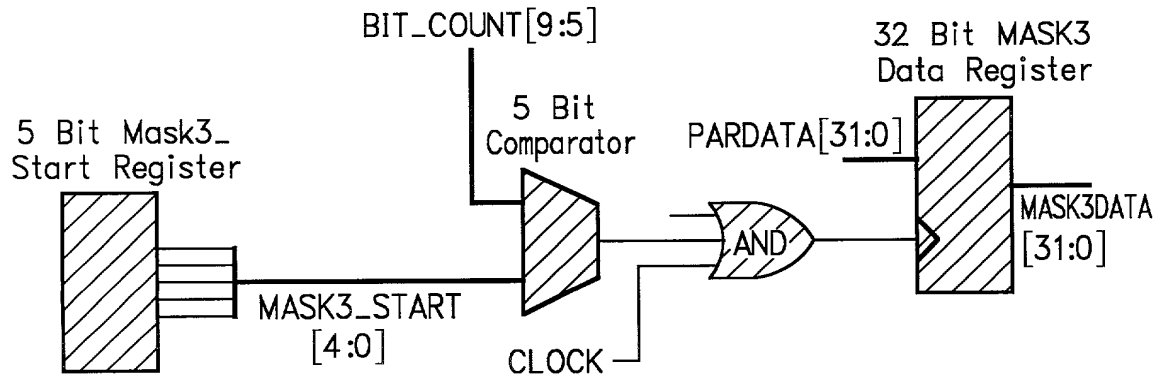 BIT_COUNT[9:5]
32 Bit MASK3
Data Register
5 Bit
Comparator
5 Bit Mask3_
Start Register
PARDATA[31:0]
AND
MASK3DATA
[31:0]
MASK3_START
[4:0]
CLOCK